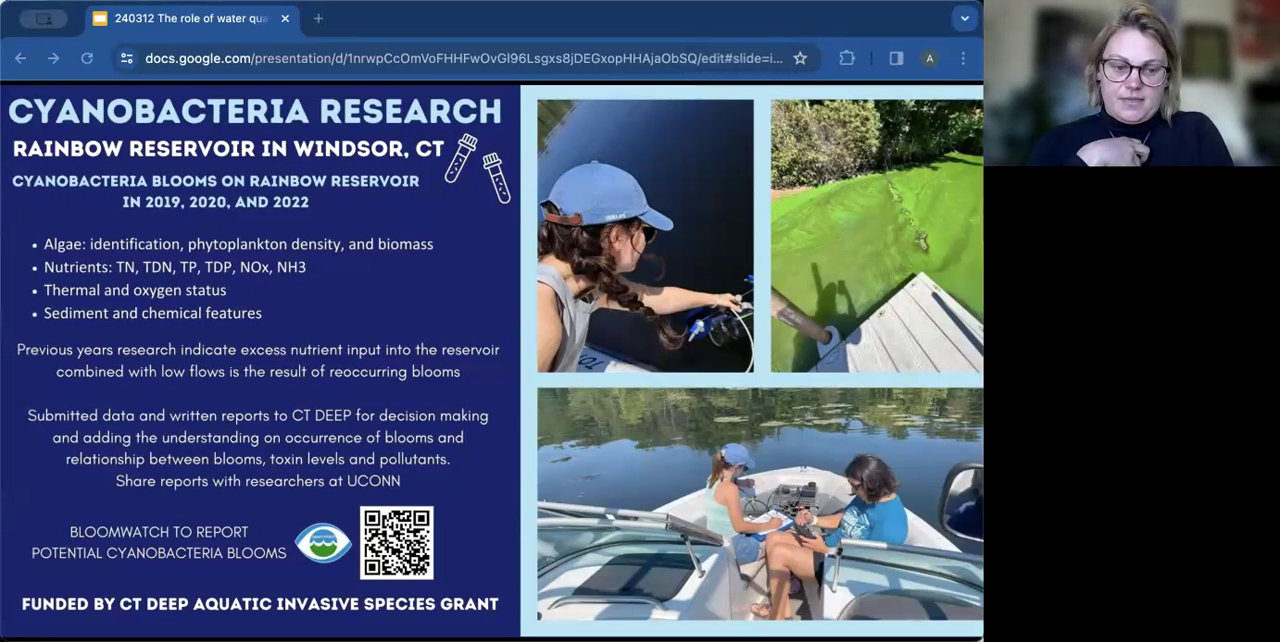 240312 The role of water qua
docs.google.com/presentation/d/1nrwpCcOmVoFHHFwOvGl96Lsgxs8jDEGxopHHAjaObSQ/edit#slide=i...
A
CYANOBACTERIA RESEARCH
RAINBOW RESERVOIR IN WINDSOR, CT
CYANOBACTERIA BLOOMS ON RAINBOW RESERVOIR
IN 2019, 2020, AND 2022
• Algae: identification, phytoplankton density, and biomass
• Nutrients: TN, TDN, TP, TDP, NOx, NH3
• Thermal and oxygen status
• Sediment and chemical features
Previous years research indicate excess nutrient input into the reservoir
combined with low flows is the result of reoccurring blooms
Submitted data and written reports to CT DEEP for decision making
and adding the understanding on occurrence of blooms and
relationship between blooms, toxin levels and pollutants.
Share reports with researchers at UCONN
BLOOMWATCH TO REPORT
POTENTIAL CYANOBACTERIA BLOOMS
FUNDED BY CT DEEP AQUATIC INVASIVE SPECIES GRANT